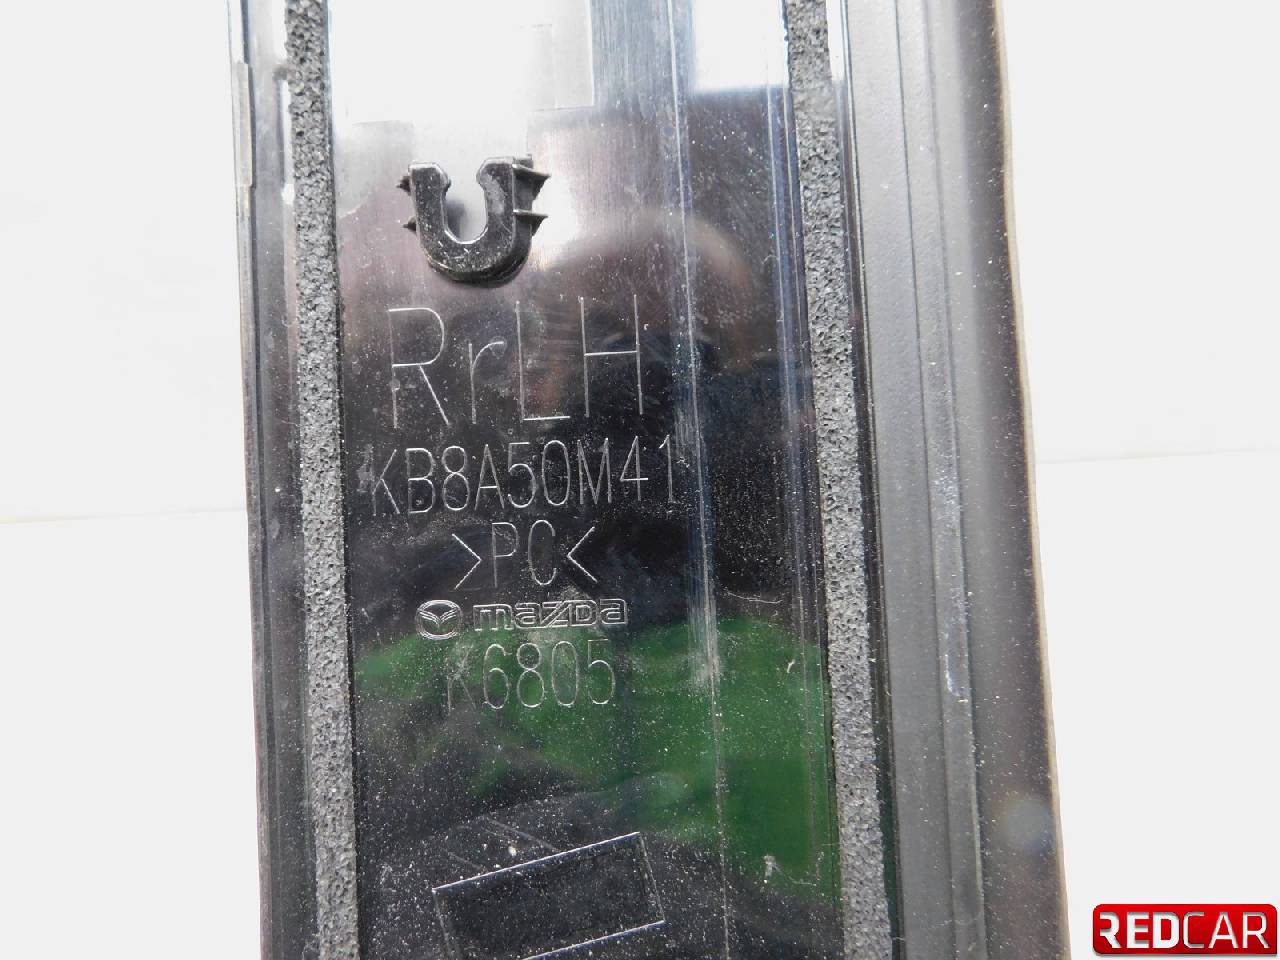 RrLH
KB8A50M41
>PC<
mazda
K6805
REDCAR